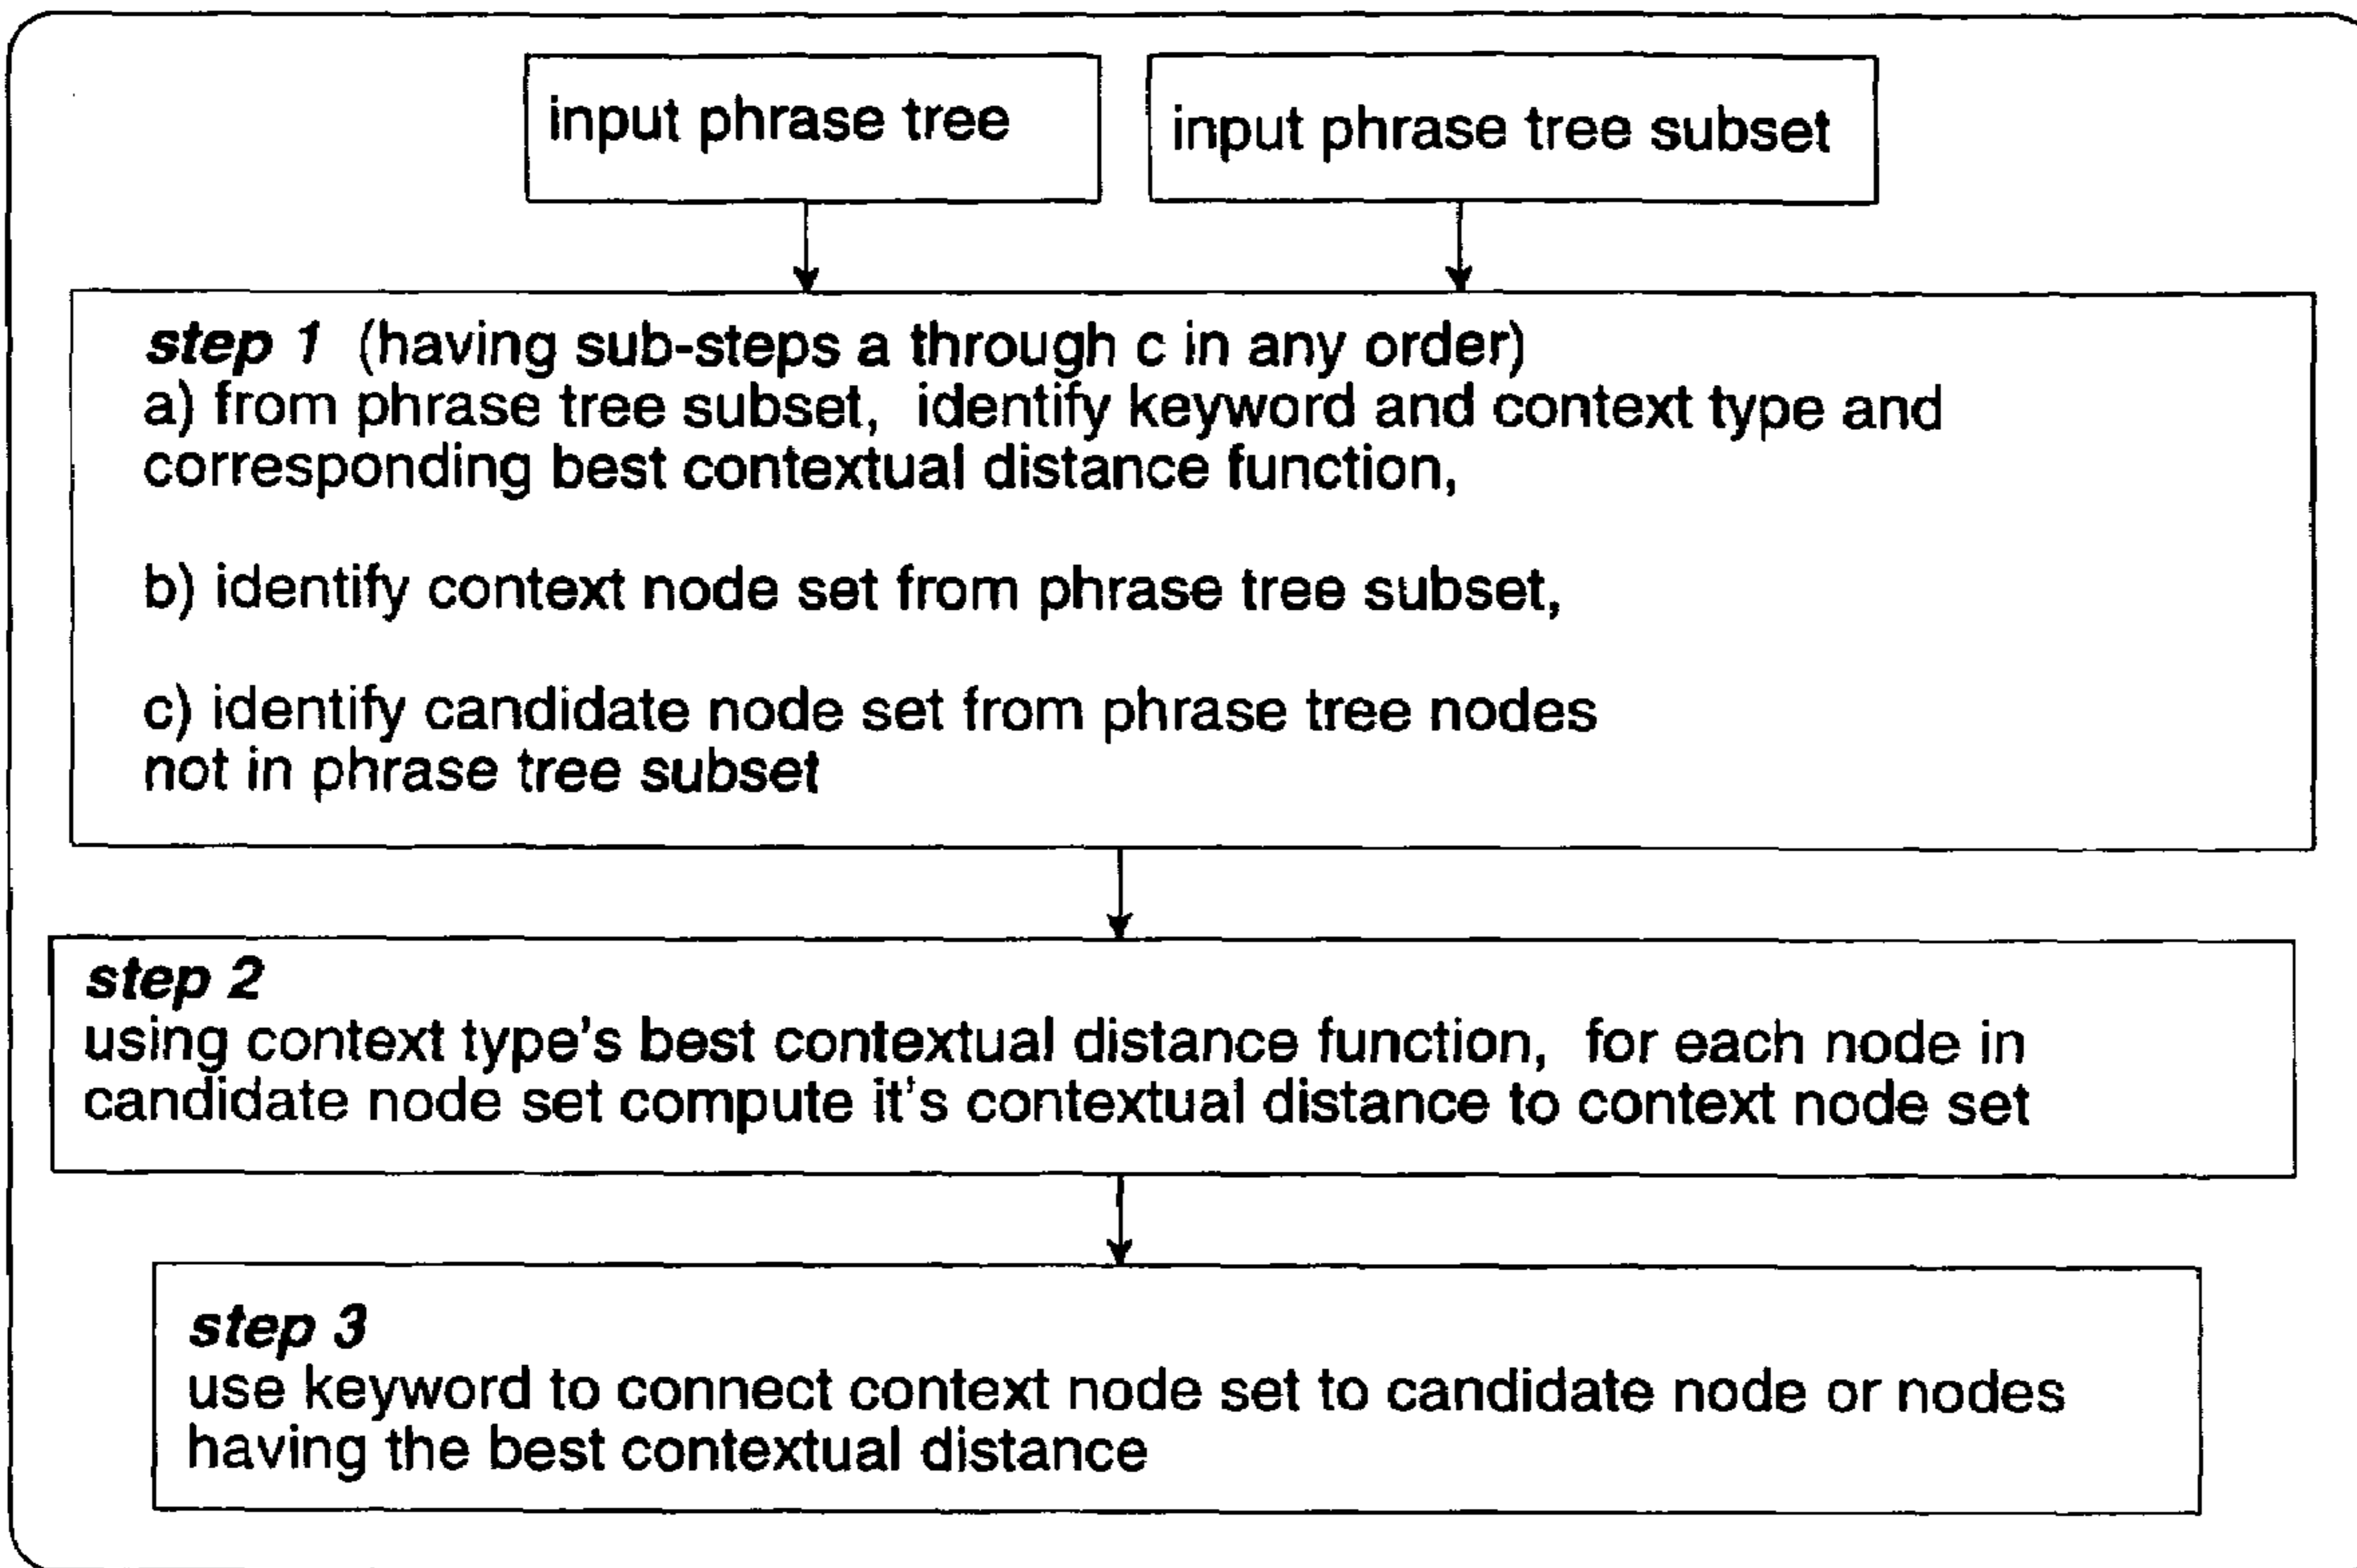 input phrase tree
input phrase tree subset
step 1 (having sub-steps a through c in any order)
a) from phrase tree subset, identify keyword and context type and
corresponding best contextual distance function,
b) identify context node set from phrase tree subset,
c) identify candidate node set from phrase tree nodes
not in phrase tree subset
step 2
using context type's best contextual distance function, for each node in
candidate node set compute it's contextual distance to context node set
step 3
use keyword to connect context node set to candidate node or nodes
having the best contextual distance